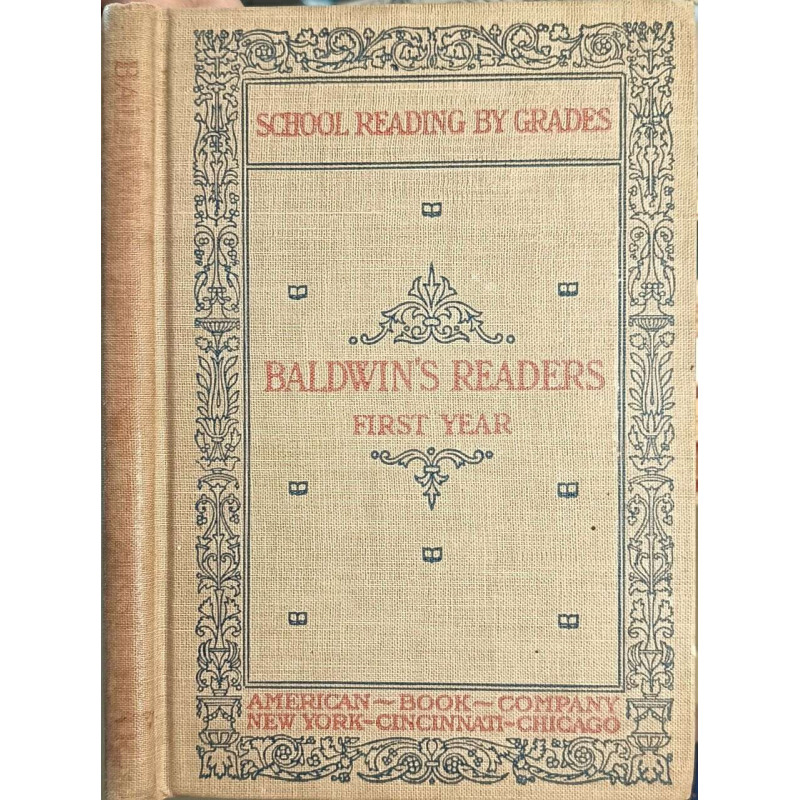 SCHOOL READING BY GRADES
BALDWIN'S READERS
FIRST YEAR
AMERICAN~BOOK~COMPANY
NEW YORK~CINCINNATI~CHICAGO